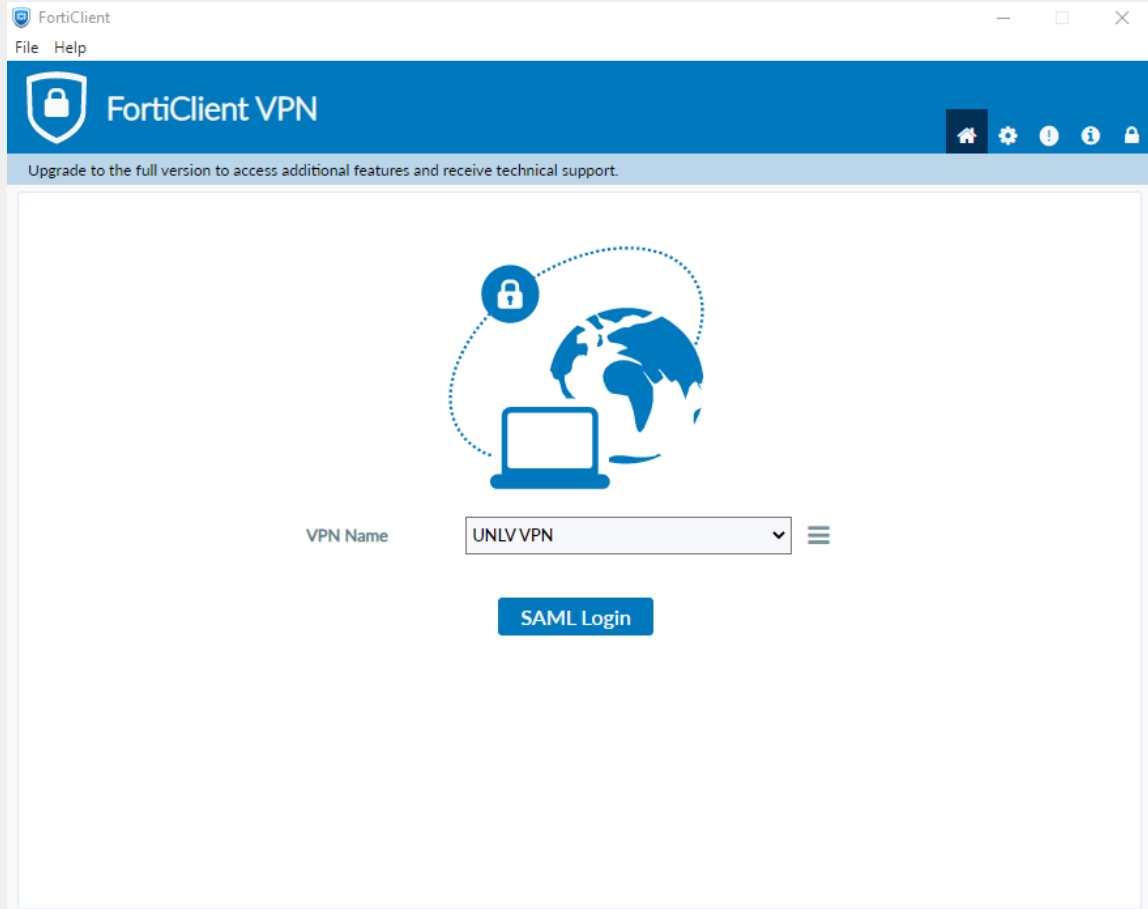 FortiClient
File Help
FortiClient VPN
Upgrade to the full version to access additional features and receive technical support.
VPN Name UNLV VPN
SAML Login